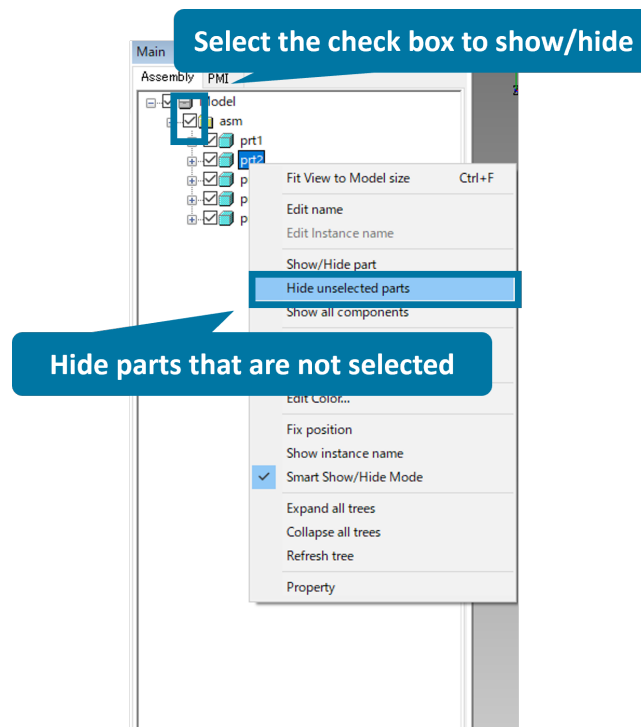 Select the check box to show/hide
Main
Assembly PMI
Model
asm
prt1
prt2
p
Fit View to Model size Ctrl+F
p
Edit name
p
Edit Instance name
Show/Hide part
Hide unselected parts
Show all components
Hide parts that are not selected
Edit Color...
Fix position
Show instance name
Smart Show/Hide Mode
Expand all trees
Collapse all trees
Refresh tree
Property